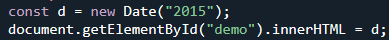 const d = new Date("2015");
document.getElementById("demo").innerHTML = d;